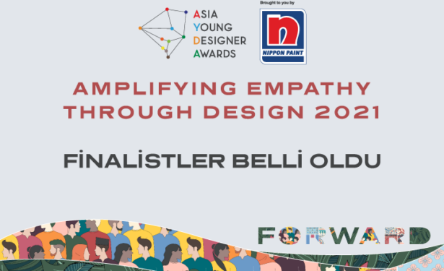 ASIA
YOUNG
DESIGNER
AWARDS
Brought to you by
n
NIPPON PAINT
AMPLIFYING EMPATHY
THROUGH DESIGN 2021
FİNALİSTLER BELLİ OLDU
FORWARD